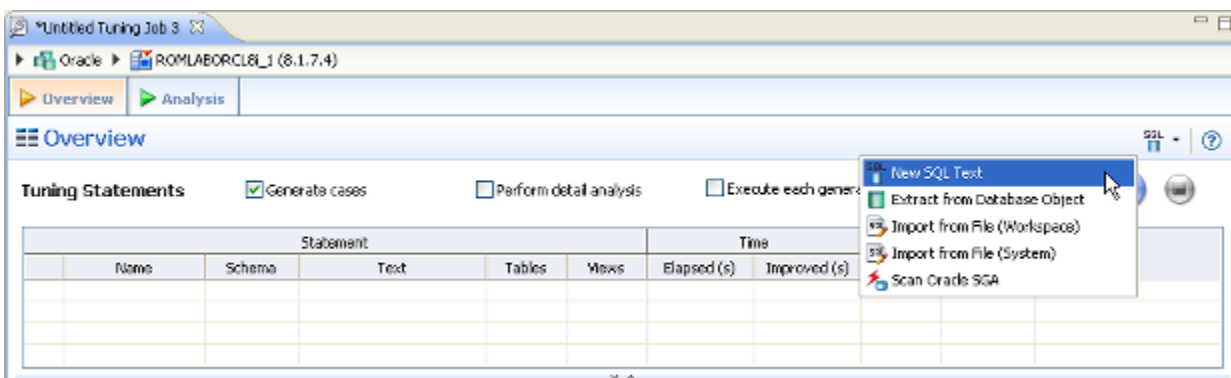 *Untitled Tuning Job 3
Oracle ROMLABORCL8i_1 (8.1.7.4)
Overview Analysis
Overview
SQL
Tuning Statements Generate cases Perform detail analysis Execute each genera
New SQL Text
Extract from Database Object
Import from File (Workspace)
Import from File (System)
Scan Oracle SGA
Statement Time
Name Schema Text Tables Views Elapsed (s) Improved (s)